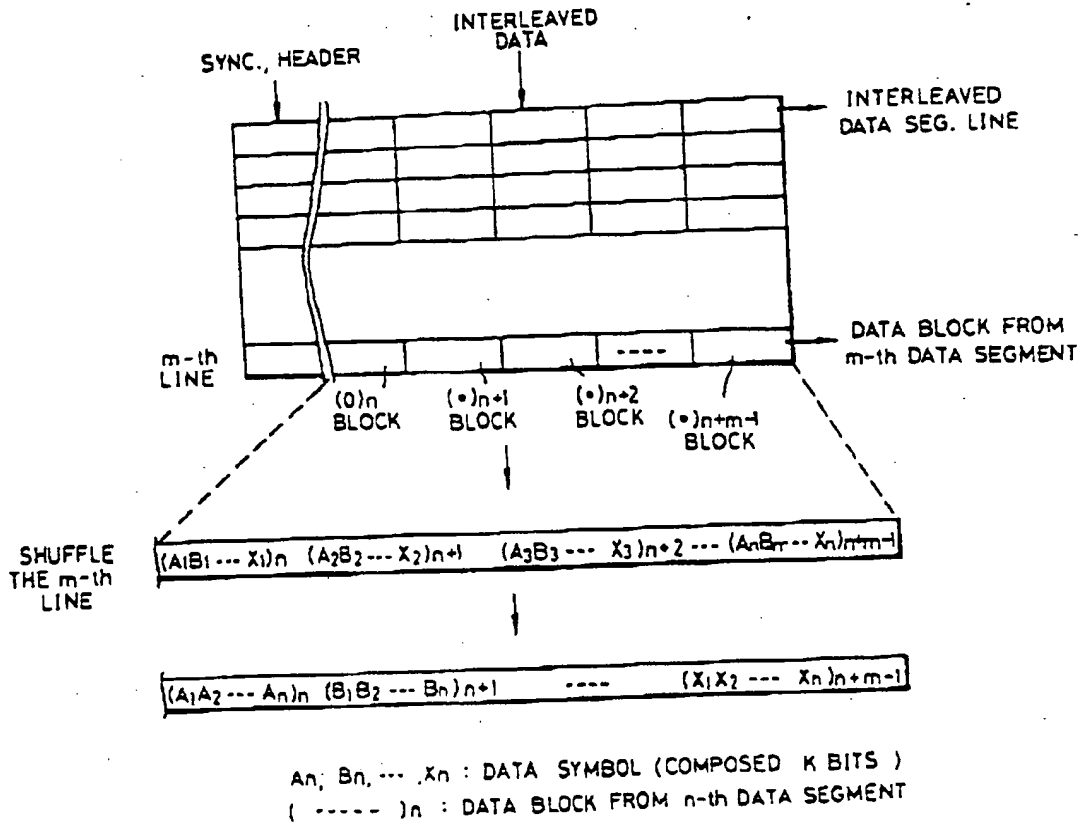 INTERLEAVED
DATA
SYNC., HEADER
INTERLEAVED
DATA SEG. LINE
m-th
LINE
----
DATA BLOCK FROM
m-th DATA SEGMENT
(0)n
BLOCK
(•)n+1
BLOCK
(•)n+2
BLOCK
(•)n+m-1
BLOCK
SHUFFLE
THE m-th
LINE
(A1B1 --- X1)n (A2B2 --- X2)n+1 (A3B3 --- X3)n+2 --- (AnBn --- Xn)n+m-1
(A1A2 --- An)n (B1B2 --- Bn)n+1 ---- (X1X2 --- Xn)n+m-1
An, Bn, --- ,Xn : DATA SYMBOL (COMPOSED K BITS )
( ----- )n : DATA BLOCK FROM n-th DATA SEGMENT